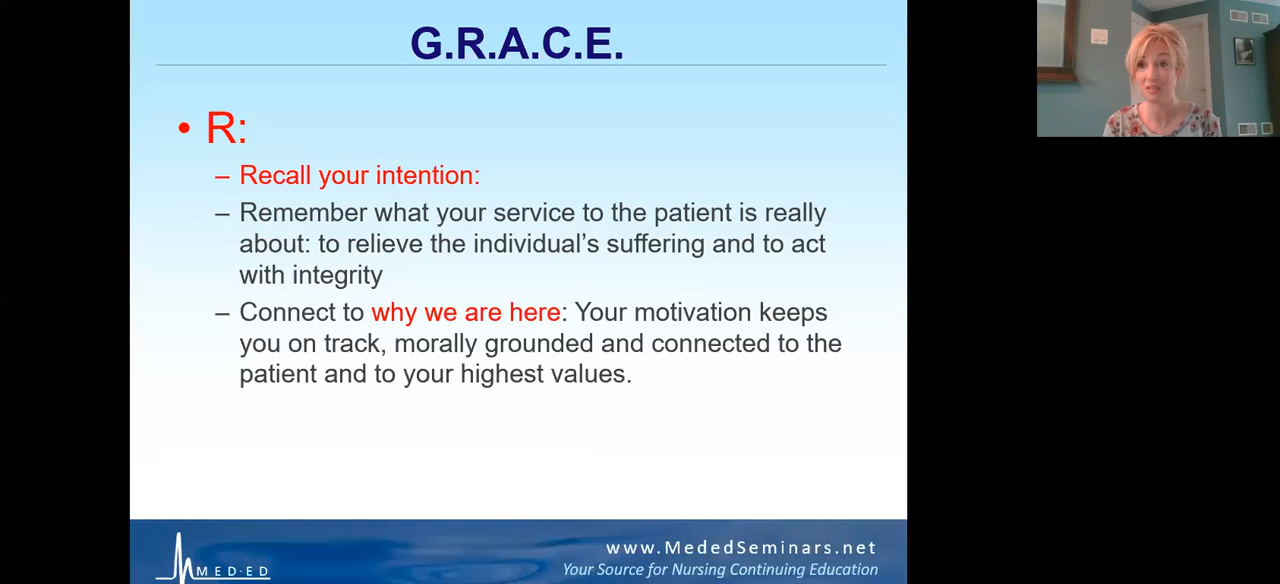 G.R.A.C.E.
• R:
– Recall your intention:
– Remember what your service to the patient is really
about: to relieve the individual’s suffering and to act
with integrity
– Connect to why we are here: Your motivation keeps
you on track, morally grounded and connected to the
patient and to your highest values.
MED·ED
www.MededSeminars.net
Your Source for Nursing Continuing Education